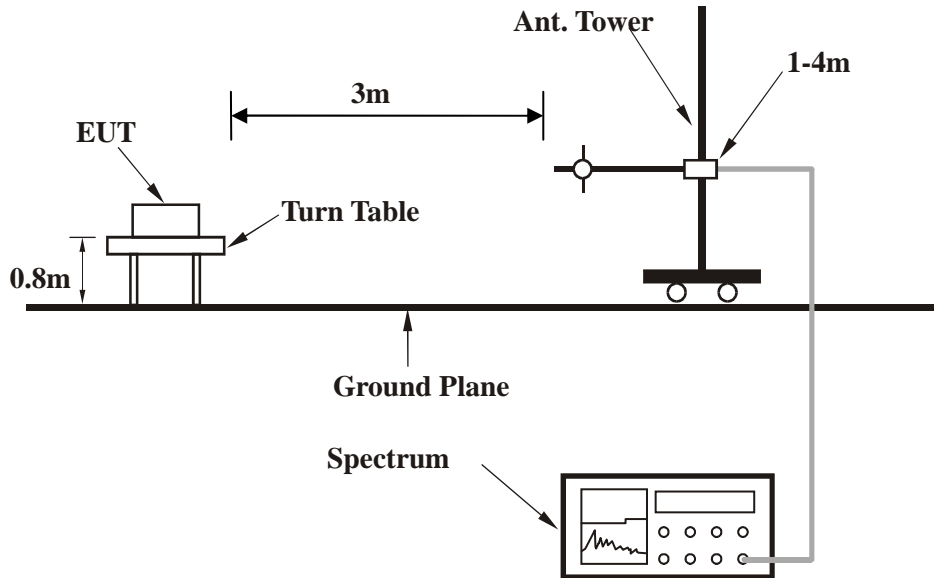 Ant. Tower
1-4m
3m
EUT
Turn Table
0.8m
Ground Plane
Spectrum